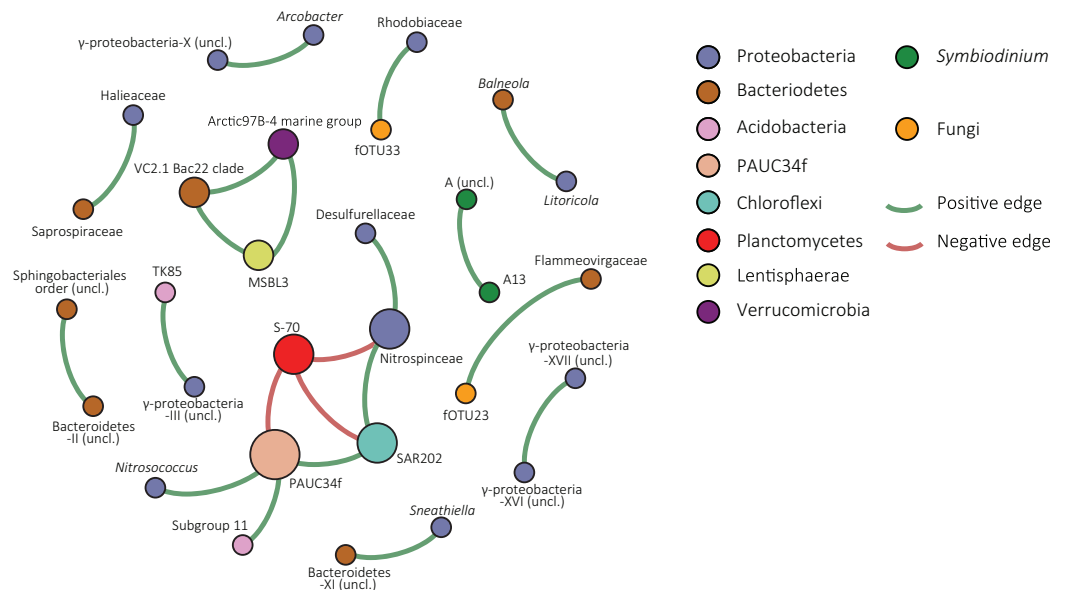 Arcobacter
γ-proteobacteria-X (uncl.)
Rhodobiaceae
Halieaceae
Balneola
Arctic97B-4 marine group
fOTU33
VC2.1 Bac22 clade
A (uncl.)
Litoricola
Saprospiraceae
Desulfurellaceae
MSBL3
A13
Flammeovirgaceae
Sphingobacteriales
order (uncl.)
TK85
S-70
Nitrospinceae
γ-proteobacteria
-XVII (uncl.)
γ-proteobacteria
-III (uncl.)
fOTU23
Bacteroidetes
-II (uncl.)
SAR202
Nitrosococcus
PAUC34f
γ-proteobacteria
-XVI (uncl.)
Subgroup 11
Sneathiella
Bacteroidetes
-XI (uncl.)
Proteobacteria
Bacteriodetes
Acidobacteria
PAUC34f
Chloroflexi
Planctomycetes
Lentisphaerae
Verrucomicrobia
Symbiodinium
Fungi
Positive edge
Negative edge